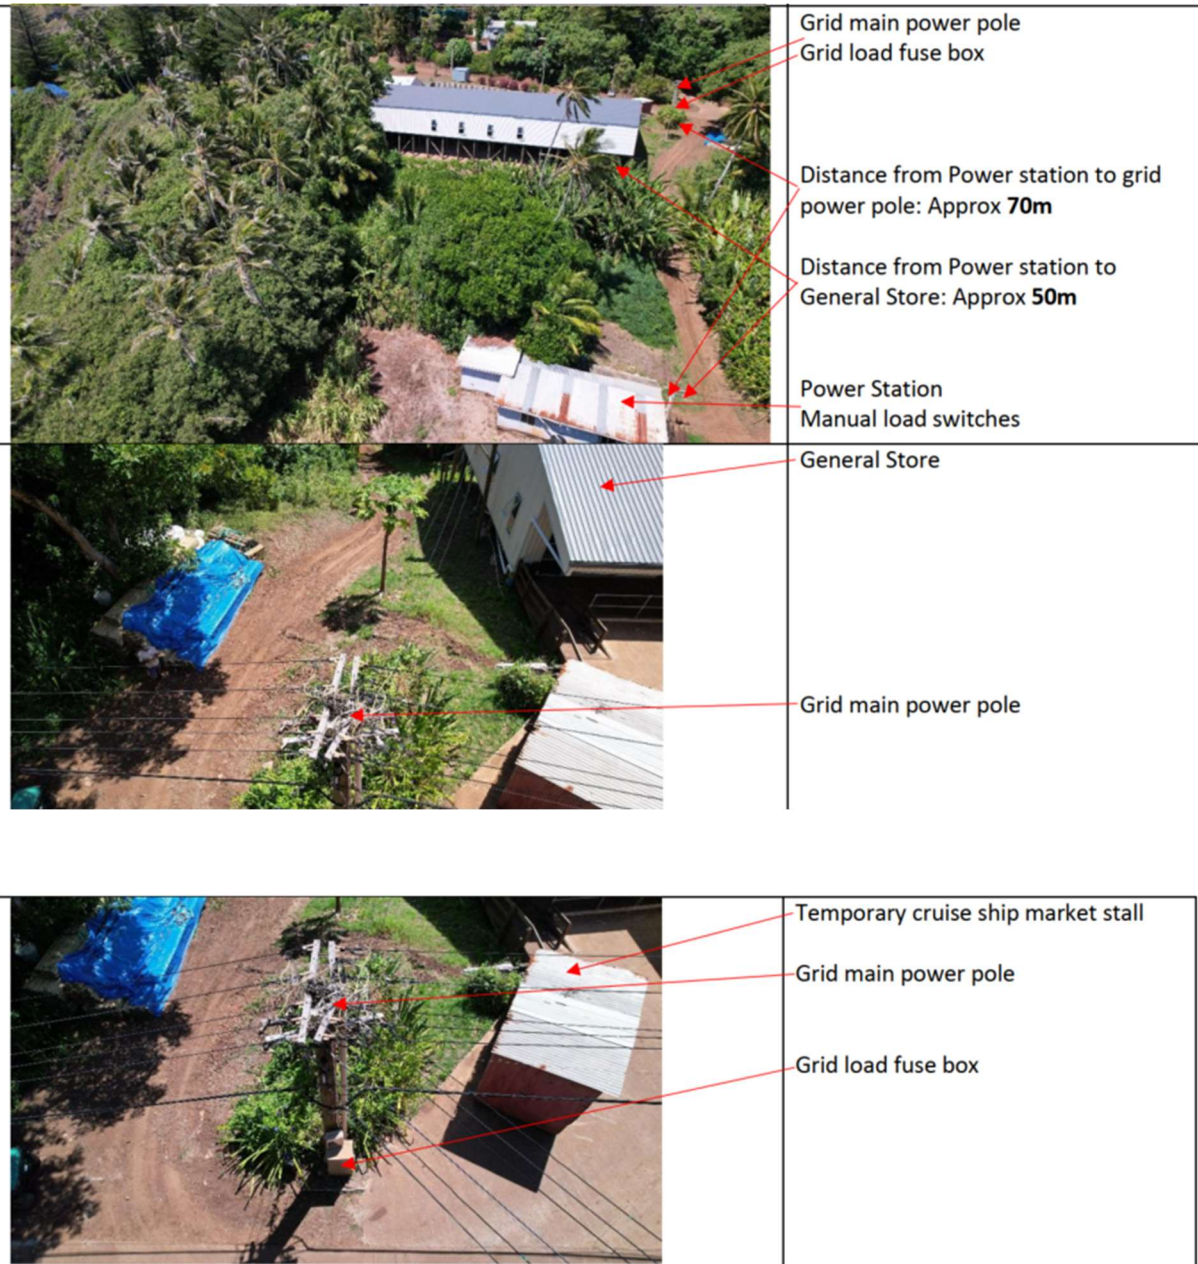 Grid main power pole
Grid load fuse box
Distance from Power station to grid
power pole: Approx 70m
Distance from Power station to
General Store: Approx 50m
Power Station
Manual load switches
General Store
Grid main power pole
Temporary cruise ship market stall
Grid main power pole
Grid load fuse box